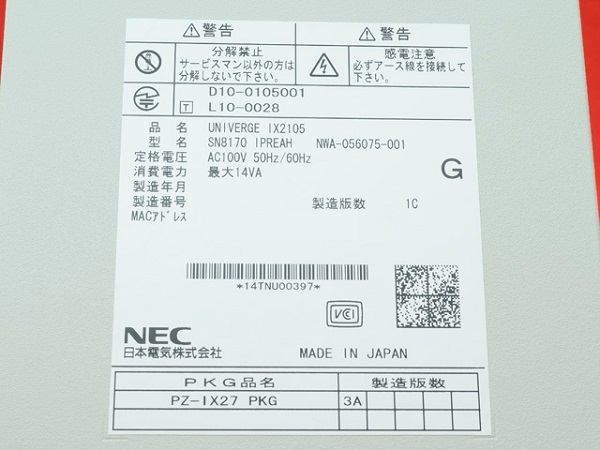 ⚠警告 ⚠警告
分解禁止 感電注意
サービスマン以外の方は 必ずアース線を接続して
分解しないで下さい。 下さい。
D10-0105001
T L10-0028
品 名 UNIVERGE IX2105
型 名 SN8170 IPREAH NWA-056075-001
定格電圧 AC100V 50Hz/60Hz
消費電力 最大14VA G
製造年月
製造番号 製造版数 1C
MACｱﾄﾞﾚｽ
*14TNU00397*
VCI
NEC
日本電気株式会社 MADE IN JAPAN
PKG品名 製造版数
PZ-IX27 PKG 3A